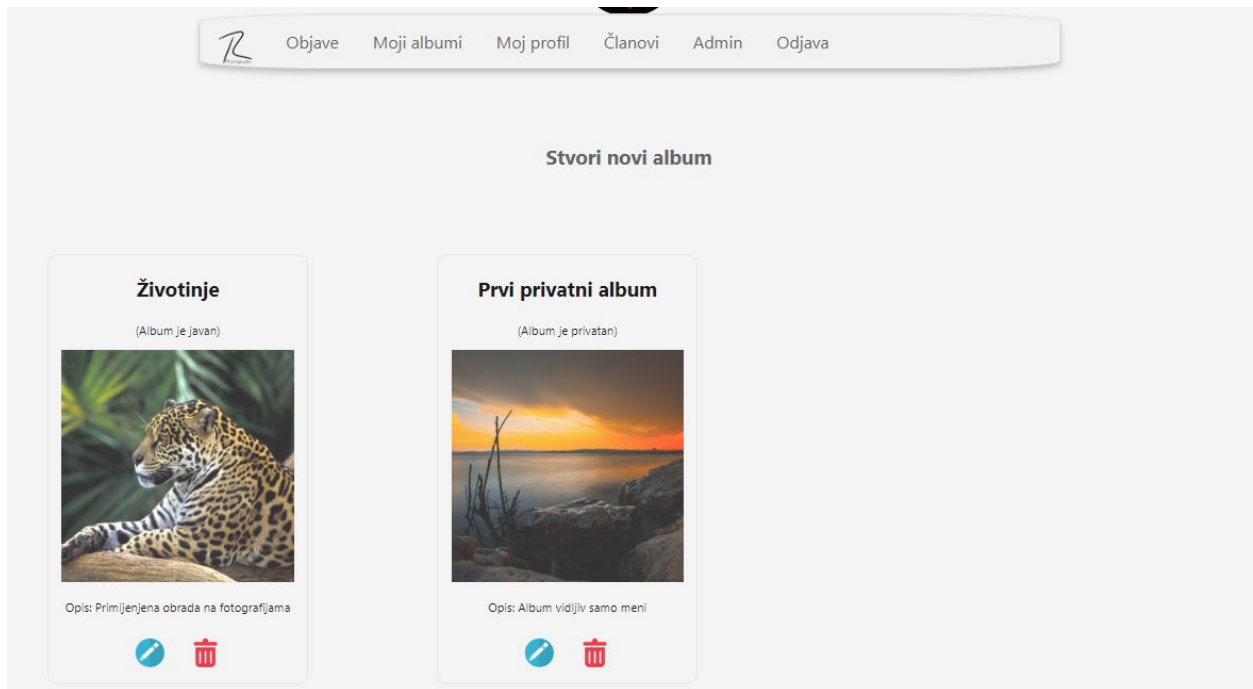 Objave Moji albumi Moj profil Članovi Admin Odjava
Stvori novi album
Životinje
(Album je javan)
Opis: Primijenjena obrada na fotografijama
Prvi privatni album
(Album je privatan)
Opis: Album vidljiv samo meni